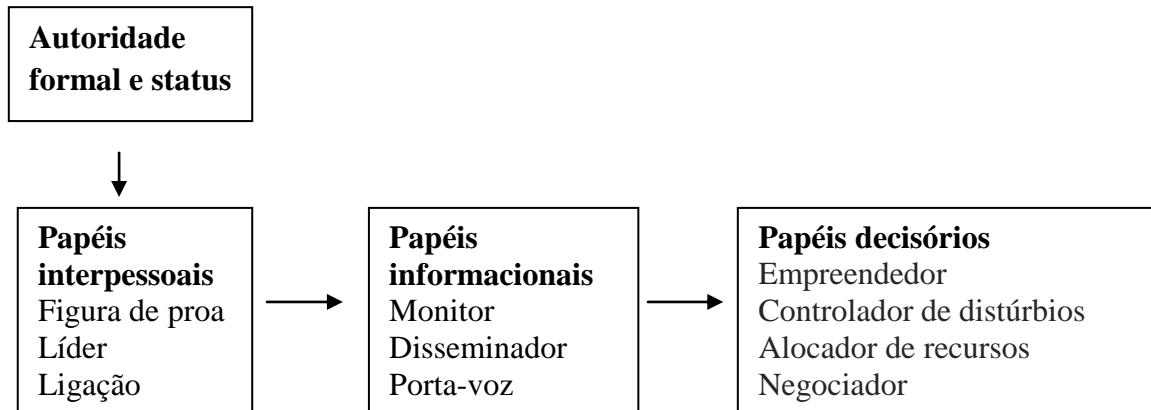 Autoridade
formal e status
Papéis
interpessoais
Figura de proa
Líder
Ligação
Papéis
informacionais
Monitor
Disseminador
Porta-voz
Papéis decisórios
Empreendedor
Controlador de distúrbios
Alocador de recursos
Negociador